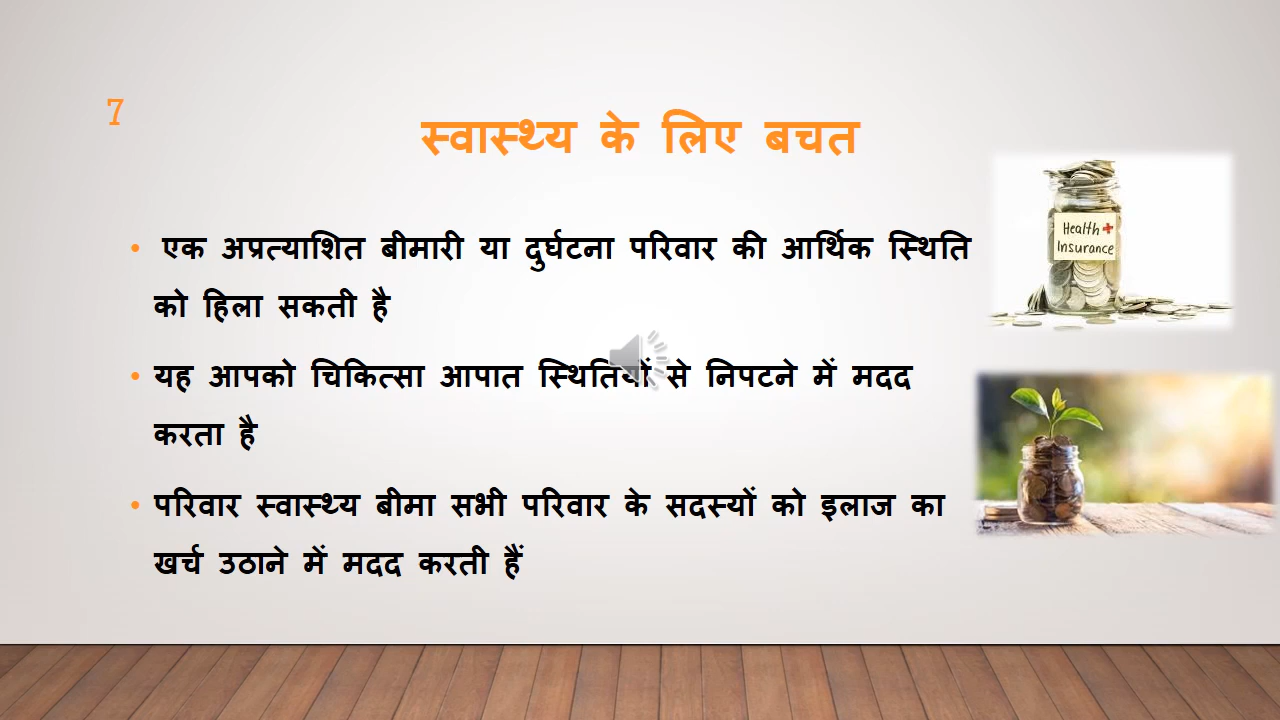 7
स्वास्थ्य के लिए बचत
• एक अप्रत्याशित बीमारी या दुर्घटना परिवार की आर्थिक स्थिति
को हिला सकती है
• यह आपको चिकित्सा आपात स्थितियों से निपटने में मदद
करता है
• परिवार स्वास्थ्य बीमा सभी परिवार के सदस्यों को इलाज का
खर्च उठाने में मदद करती हैं
Health
Insurance